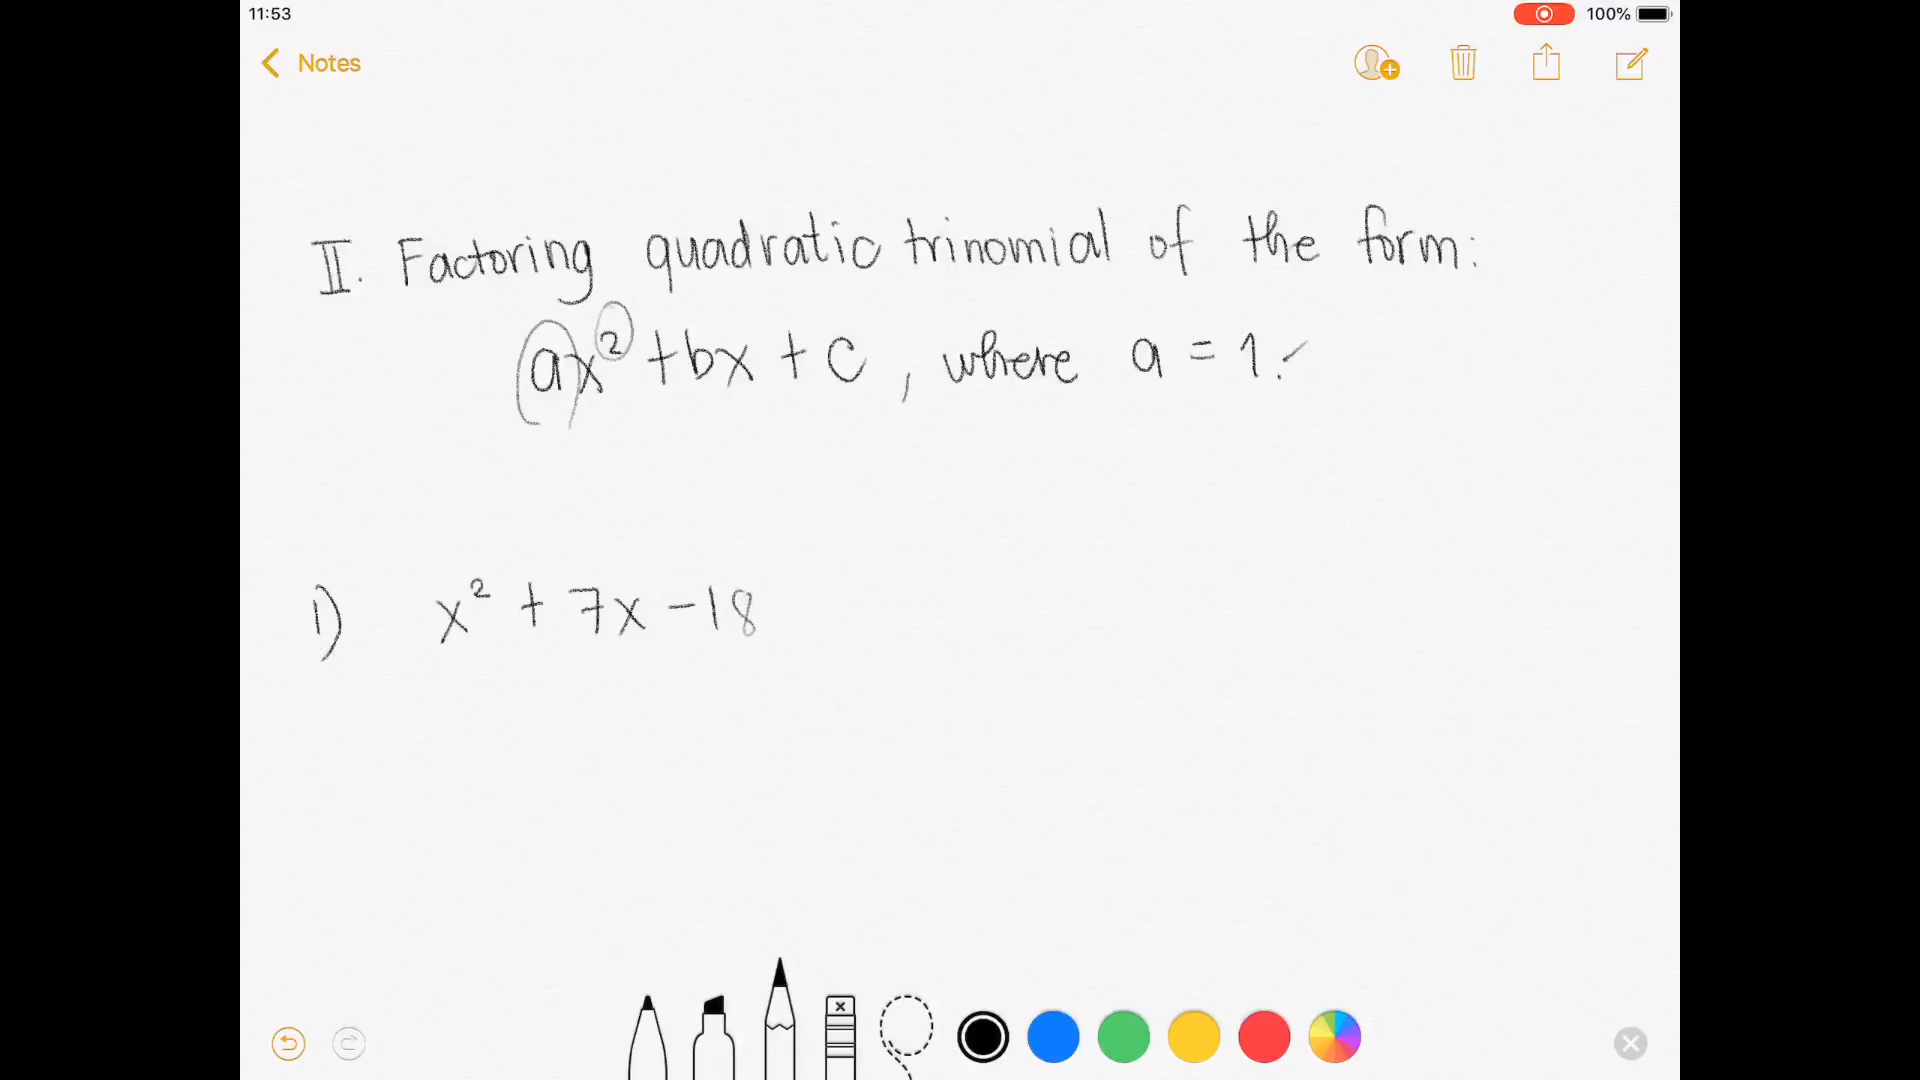 11:53
100%
Notes
II. Factoring quadratic trinomial of the form:
ax² + bx + c, where a = 1.
1) x² + 7x - 18